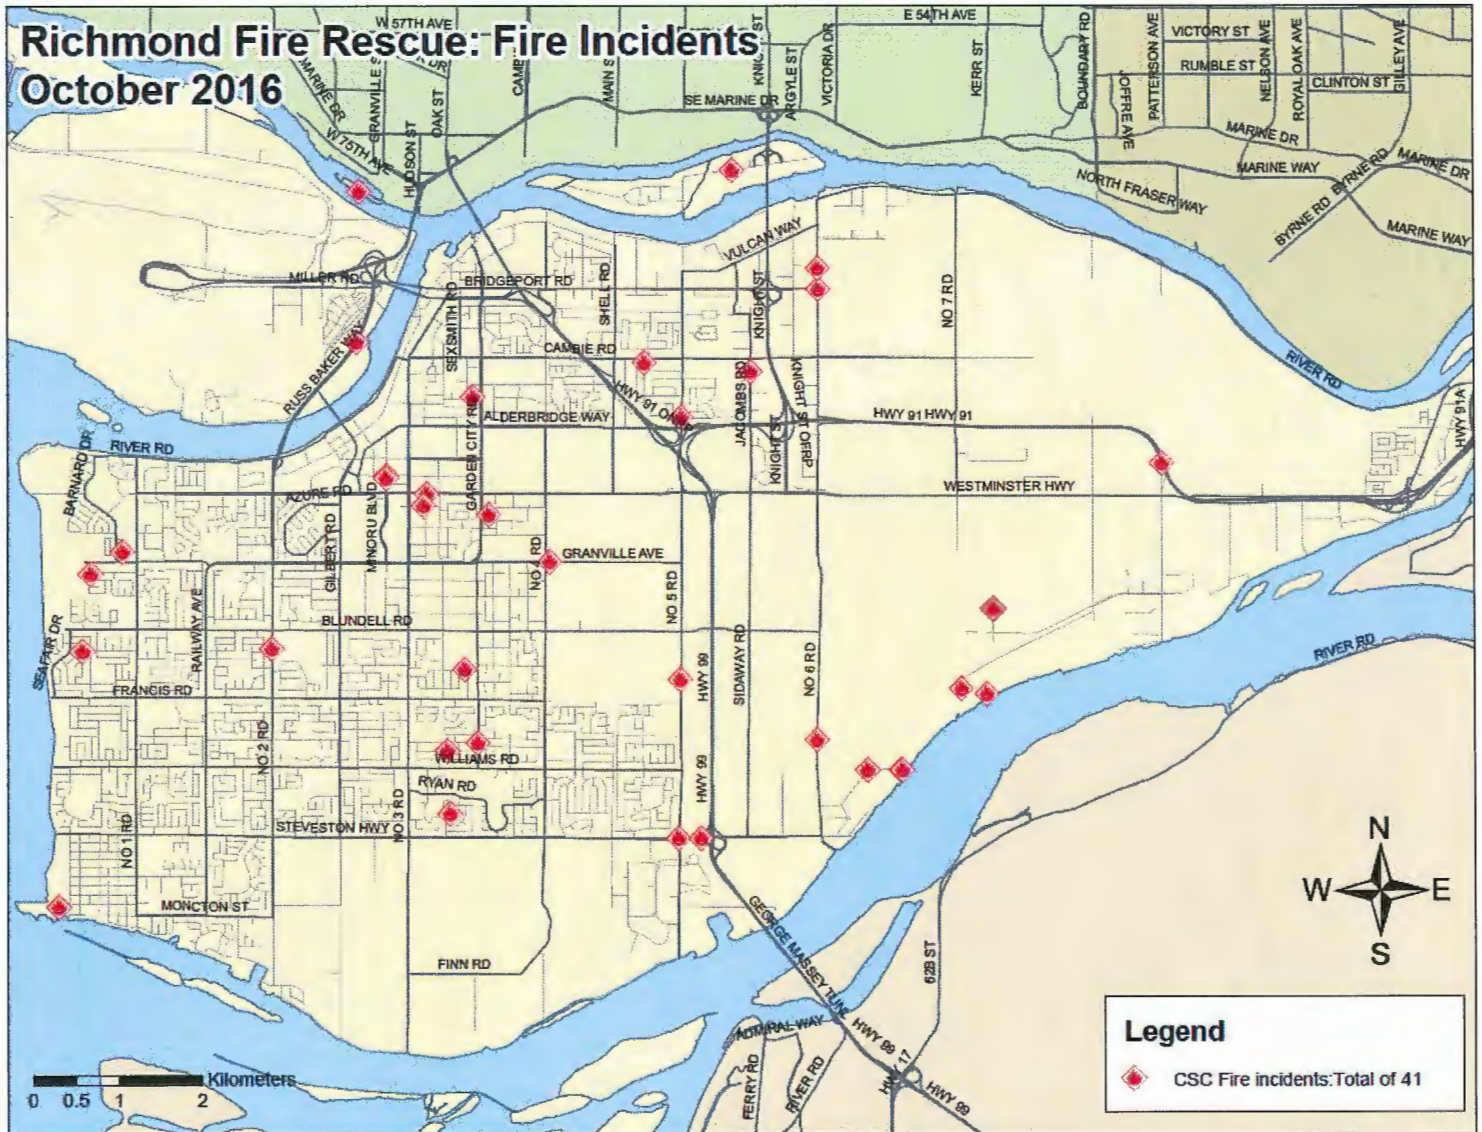 Richmond Fire Rescue: Fire Incidents
October 2016
W 57TH AVE
E 54TH AVE
VICTORY ST
RUMBLE ST
CLINTON ST
MARINE DR
GRANVILLE S
OAK ST
MAIN S
KNIGHT ST
ARGYLE ST
VICTORIA DR
KERR ST
BOUNDARY RD
JOFFRE AVE
PATTERSON AVE
NELSON AVE
ROYAL OAK AVE
GILLEY AVE
SE MARINE DR
W 75TH AVE
HUDSON ST
MARINE DR
MARINE WAY
MARINE DR
BYRNE RD
BYRNE RD
NORTH FRASER WAY
MARINE WAY
VULCAN WAY
MILLER RD
BRIDGEPORT RD
SEXSMITH RD
SHELL RD
KNIGHT ST
NO 7 RD
CAMBIE RD
RUSS BAKER WAY
RIVER RD
HWY 91A
HWY 91
JACOMBS RD
KNIGHT ST OFRP
KNIGHT ST
ALDERBRIDGE WAY
HWY 91 HWY 91
GARDEN CITY RD
RIVER RD
BARNARD DR
AZURE RD
WESTMINSTER HWY
GILBERT RD
MINORU BLVD
NO 4 RD
GRANVILLE AVE
NO 5 RD
RAILWAY AVE
BLUNDELL RD
SEAFAIR DR
FRANCIS RD
HWY 99
SIDAWAY RD
NO 6 RD
RIVER RD
NO 2 RD
WILLIAMS RD
HWY 99
RYAN RD
NO 1 RD
STEVESTON HWY
NO 3 RD
MONCTON ST
FINN RD
GEORGE MASSEY TUNL
62B ST
ADMIRAL WAY
HWY 99
HWY 17
HWY 99
FERRY RD
RIVER RD
N
W E
S
Legend
CSC Fire incidents:Total of 41
Kilometers
0 0.5 1 2